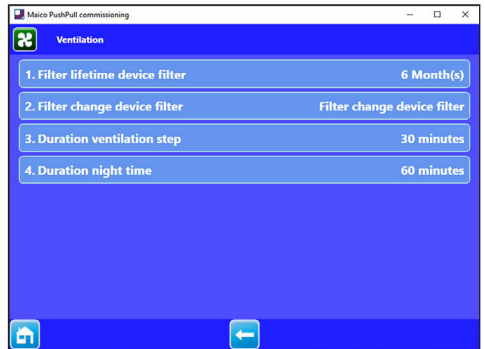 Maico PushPull commissioning
Ventilation
1. Filter lifetime device filter 6 Month(s)
2. Filter change device filter Filter change device filter
3. Duration ventilation step 30 minutes
4. Duration night time 60 minutes